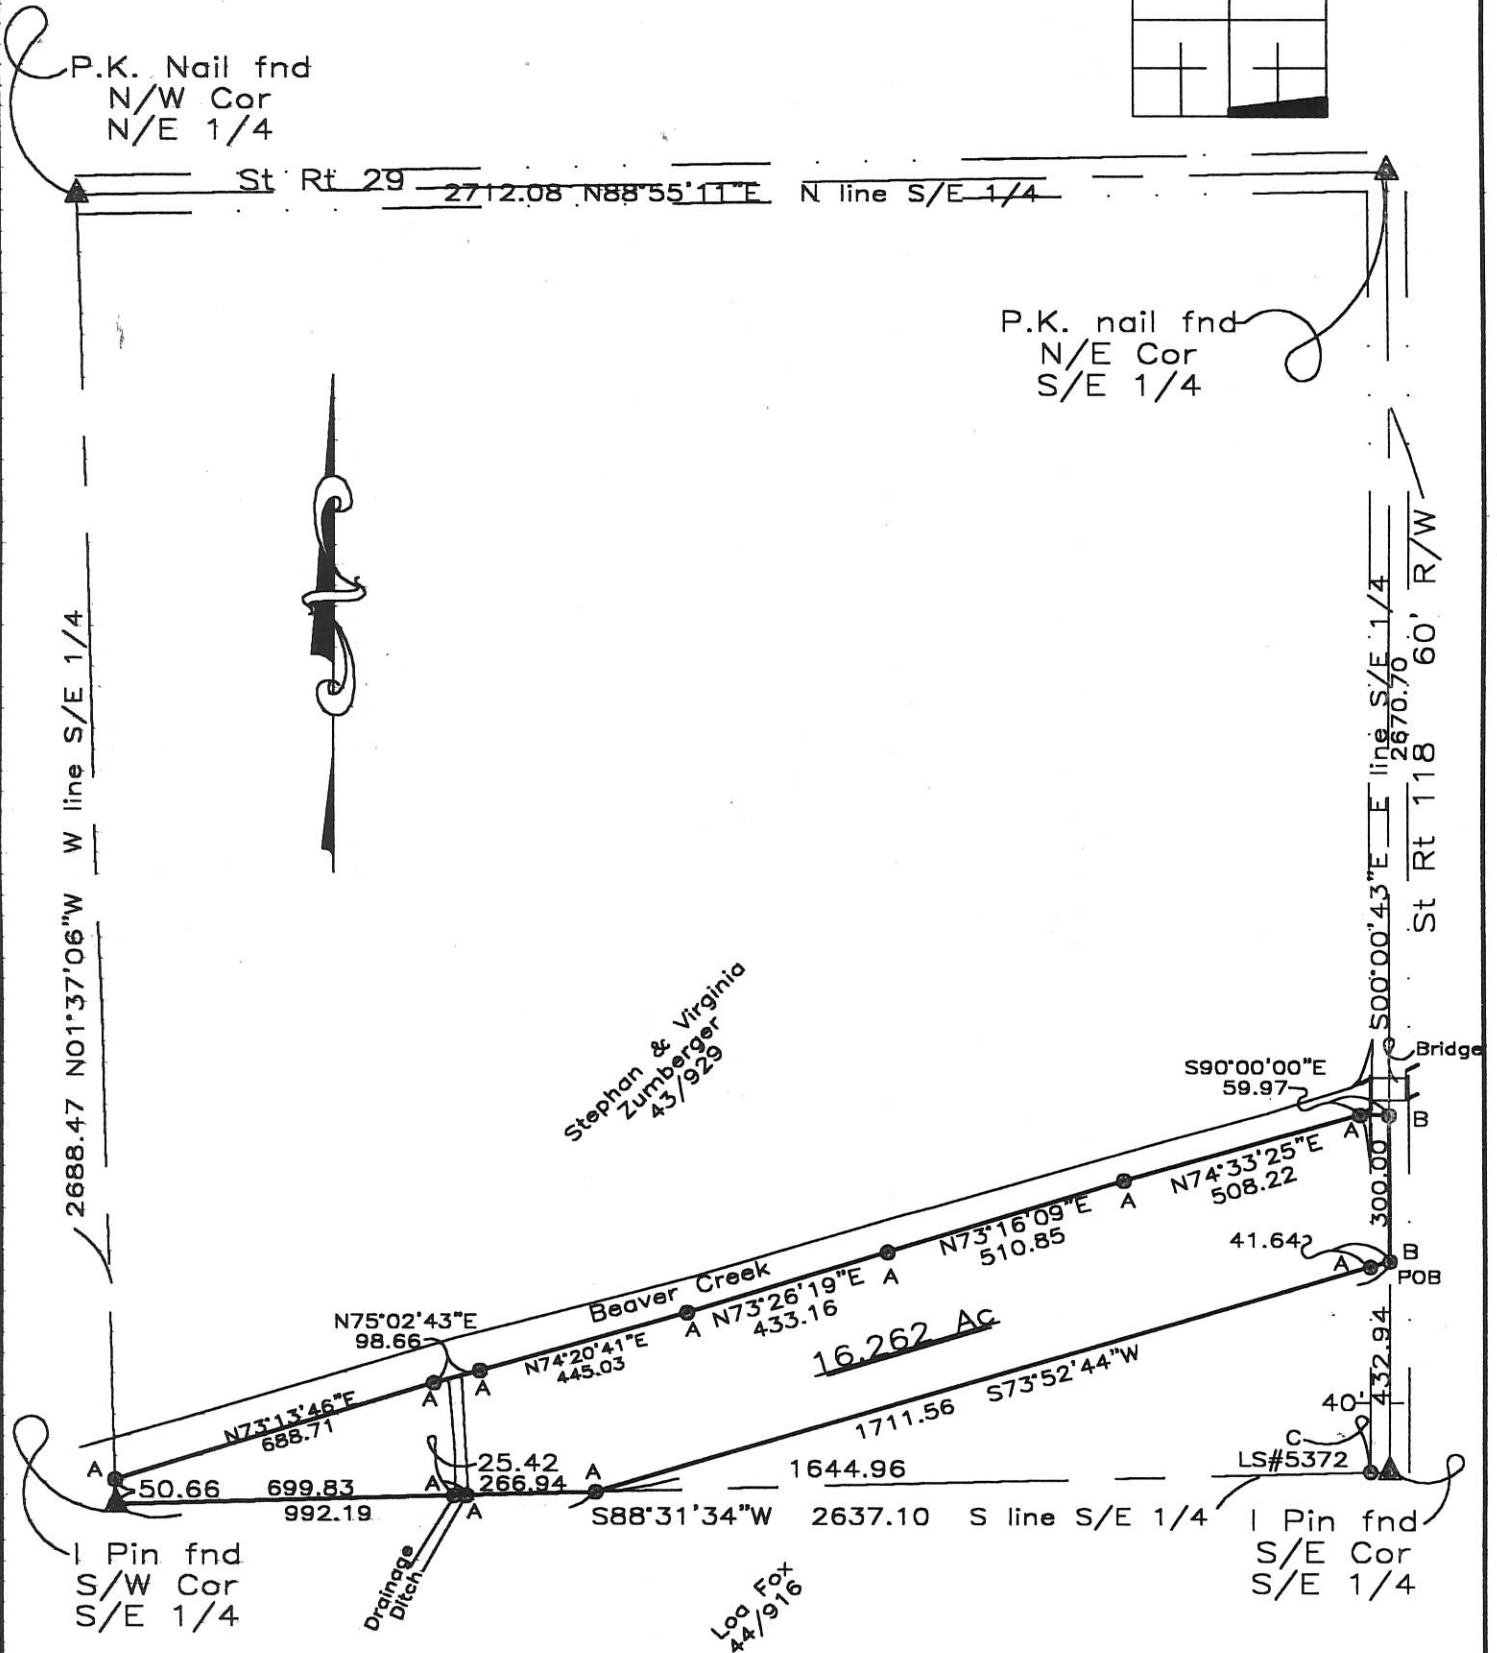 P.K. Nail fnd
N/W Cor
N/E 1/4
St Rt 29
2712.08 N88°55'11"E N line S/E 1/4
P.K. nail fnd
N/E Cor
S/E 1/4
2688.47 N01°37'06"W W line S/E 1/4
S00°00'43"E E line S/E 1/4
2670.70
St Rt 118 60' R/W
Stephan & Virginia
Zumberger
43/929
Bridge
S90°00'00"E
59.97
B
A
300.00
N74°33'25"E
508.22
A
N73°16'09"E
510.85
41.64
A
B
POB
A
N73°26'19"E
433.16
Beaver Creek
A
16.262 Ac
N75°02'43"E
98.66
N74°20'41"E
445.03
A
A
S73°52'44"W
1711.56
432.94
40'
N73°13'46"E
688.71
C
LS#5372
A
50.66
699.83
992.19
A
25.42
266.94
A
A
1644.96
S88°31'34"W 2637.10 S line S/E 1/4
I Pin fnd
S/E Cor
S/E 1/4
I Pin fnd
S/W Cor
S/E 1/4
Drainage
Ditch
Loa Fox
44/916